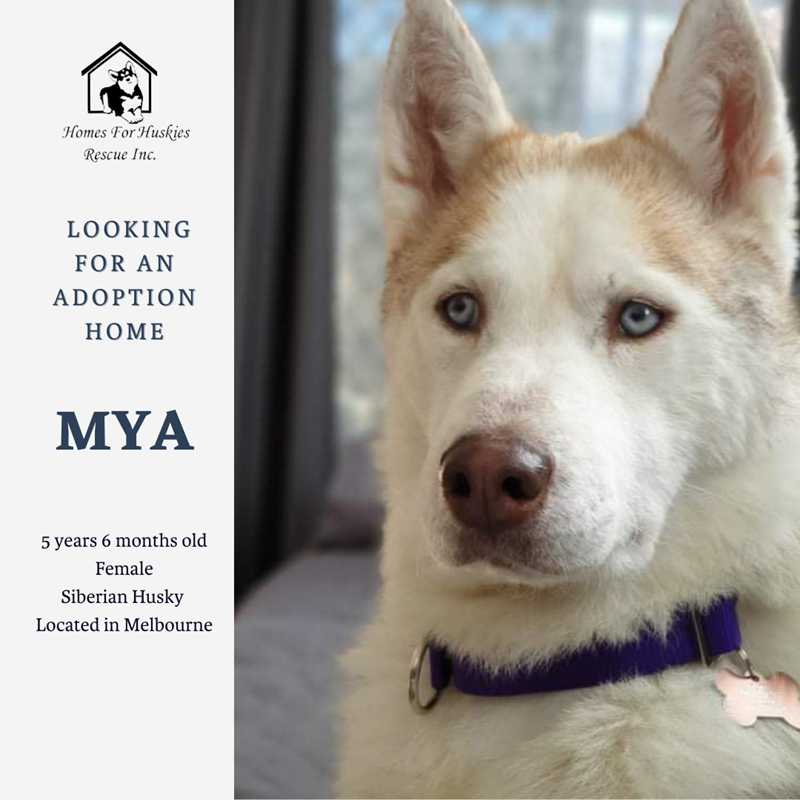 Homes For Huskies
Rescue Inc.
LOOKING
FOR AN
ADOPTION
HOME
MYA
5 years 6 months old
Female
Siberian Husky
Located in Melbourne